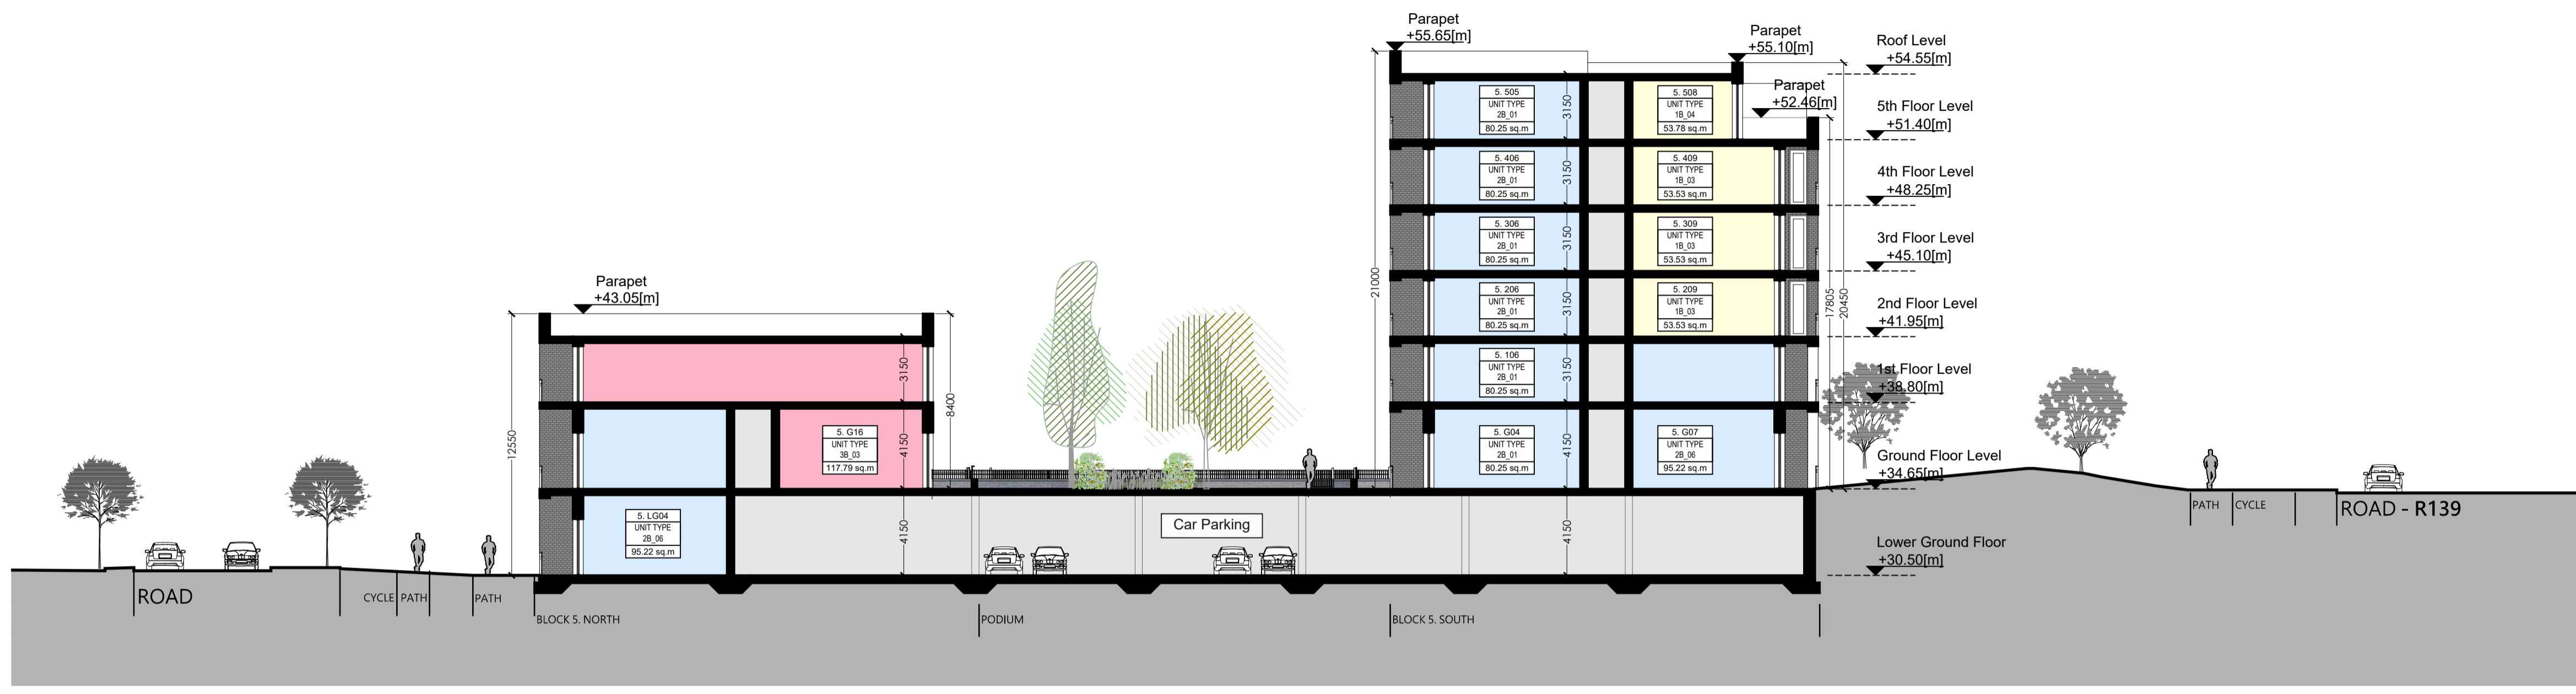 Parapet
+55.65[m]
Parapet
+55.10[m]
Roof Level
+54.55[m]
Parapet
+52.46[m]
5th Floor Level
+51.40[m]
5. 505
UNIT TYPE
2B_01
80.25 sq.m
3150
5. 508
UNIT TYPE
1B_04
53.78 sq.m
4th Floor Level
+48.25[m]
5. 406
UNIT TYPE
2B_01
80.25 sq.m
3150
5. 409
UNIT TYPE
1B_03
53.53 sq.m
3rd Floor Level
+45.10[m]
5. 306
UNIT TYPE
2B_01
80.25 sq.m
3150
5. 309
UNIT TYPE
1B_03
53.53 sq.m
Parapet
+43.05[m]
21000
5. 206
UNIT TYPE
2B_01
80.25 sq.m
3150
5. 209
UNIT TYPE
1B_03
53.53 sq.m
17805
20450
2nd Floor Level
+41.95[m]
3150
5. 106
UNIT TYPE
2B_01
80.25 sq.m
3150
1st Floor Level
+38.80[m]
12550
8400
5. G16
UNIT TYPE
3B_03
117.79 sq.m
4150
5. G04
UNIT TYPE
2B_01
80.25 sq.m
4150
5. G07
UNIT TYPE
2B_06
95.22 sq.m
Ground Floor Level
+34.65[m]
5. LG04
UNIT TYPE
2B_06
95.22 sq.m
4150
Car Parking
4150
PATH
CYCLE
ROAD - R139
Lower Ground Floor
+30.50[m]
ROAD
CYCLE
PATH
PATH
BLOCK 5. NORTH
PODIUM
BLOCK 5. SOUTH